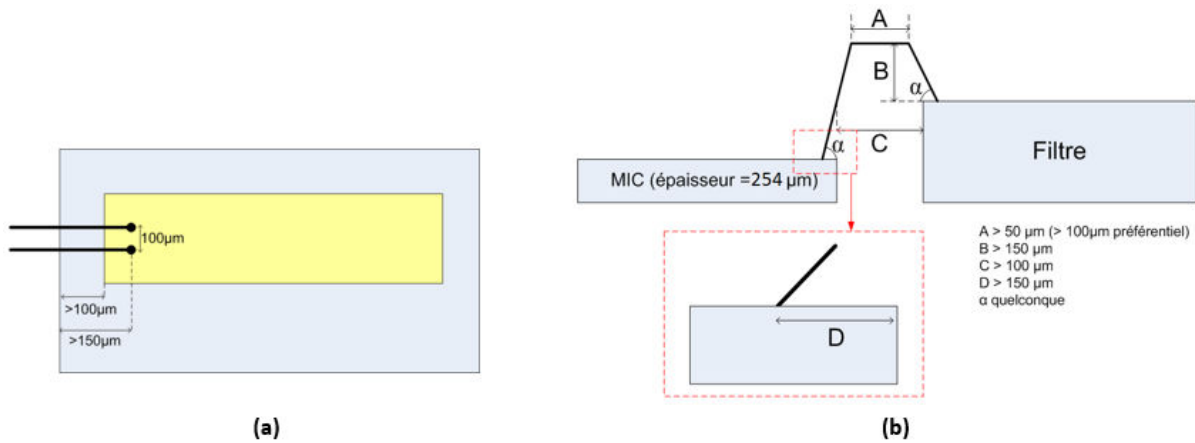 100µm
>100µm
>150µm
(a)
A
B
α
C
α
Filtre
MIC (épaisseur =254 µm)
A > 50 µm (> 100µm préférentiel)
B > 150 µm
C > 100 µm
D > 150 µm
α quelconque
D
(b)